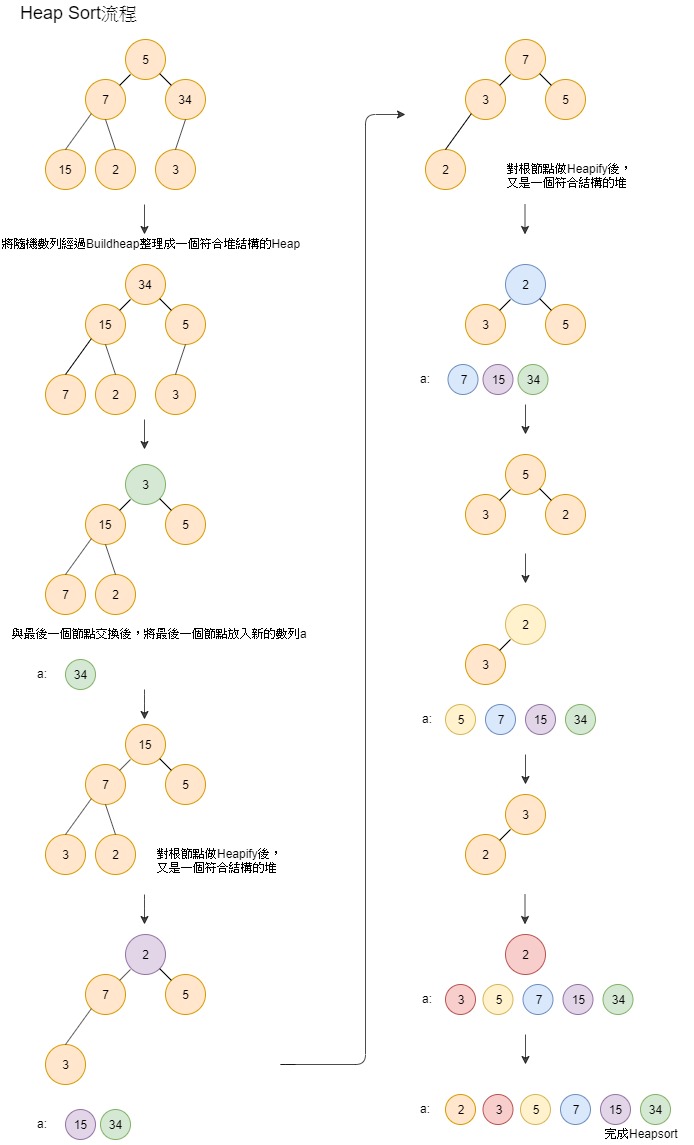 Heap Sort流程
5
7 34
15 2 3
將隨機數列經過Buildheap整理成一個符合堆結構的Heap
34
15 5
7 2 3
3
15 5
7 2
與最後一個節點交換後，將最後一個節點放入新的數列a
a: 34
15
7 5
3 2
對根節點做Heapify後，
又是一個符合結構的堆
2
7 5
3
a: 15 34
7
3 5
2
對根節點做Heapify後，
又是一個符合結構的堆
2
3 5
a: 7 15 34
5
3 2
2
3
a: 5 7 15 34
3
2
2
a: 3 5 7 15 34
a: 2 3 5 7 15 34
完成Heapsort